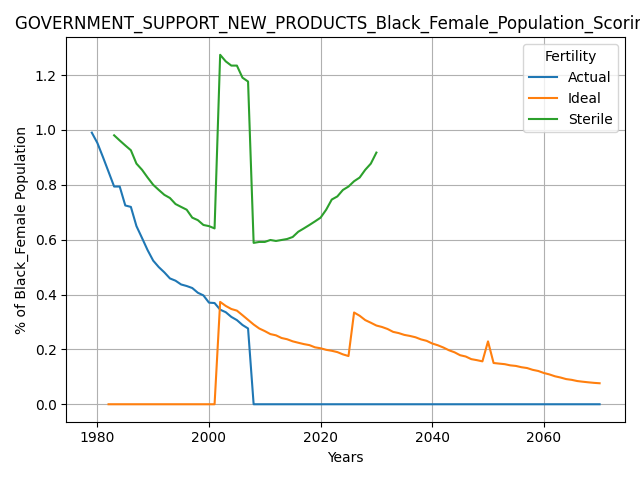 GOVERNMENT_SUPPORT_NEW_PRODUCTS_Black_Female_Population_Scorin
Fertility
Actual
Ideal
Sterile
% of Black_Female Population
1.2
1.0
0.8
0.6
0.4
0.2
0.0
1980 2000 2020 2040 2060
Years